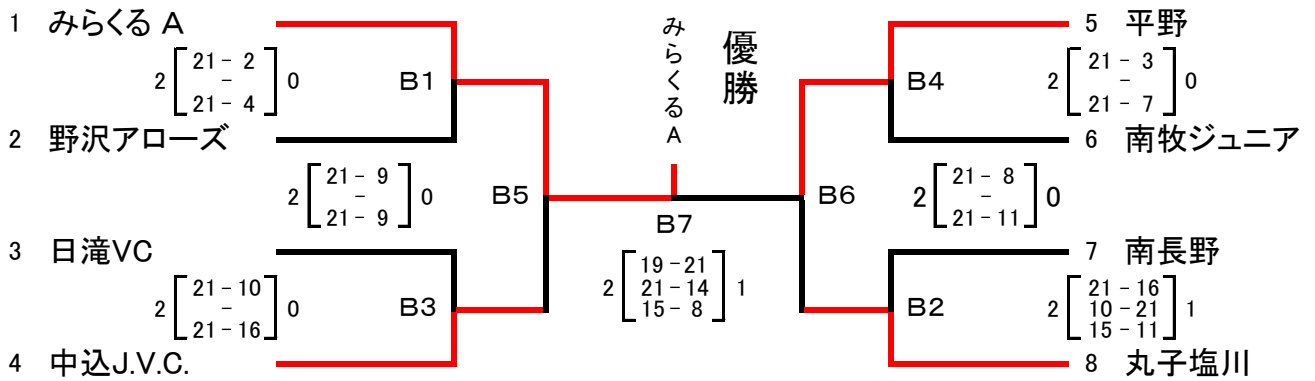 1 みらくる A
2 [ 21 - 2
-
21 - 4 ] 0
B1
2 野沢アローズ
2 [ 21 - 9
-
21 - 9 ] 0
B5
3 日滝VC
2 [ 21 - 10
-
21 - 16 ] 0
B3
4 中込J.V.C.
みらくるA
優勝
B7
2 [ 19 - 21
21 - 14
15 - 8 ] 1
5 平野
B4
2 [ 21 - 3
-
21 - 7 ] 0
6 南牧ジュニア
B6
2 [ 21 - 8
-
21 - 11 ] 0
7 南長野
B2
2 [ 21 - 16
10 - 21
15 - 11 ] 1
8 丸子塩川